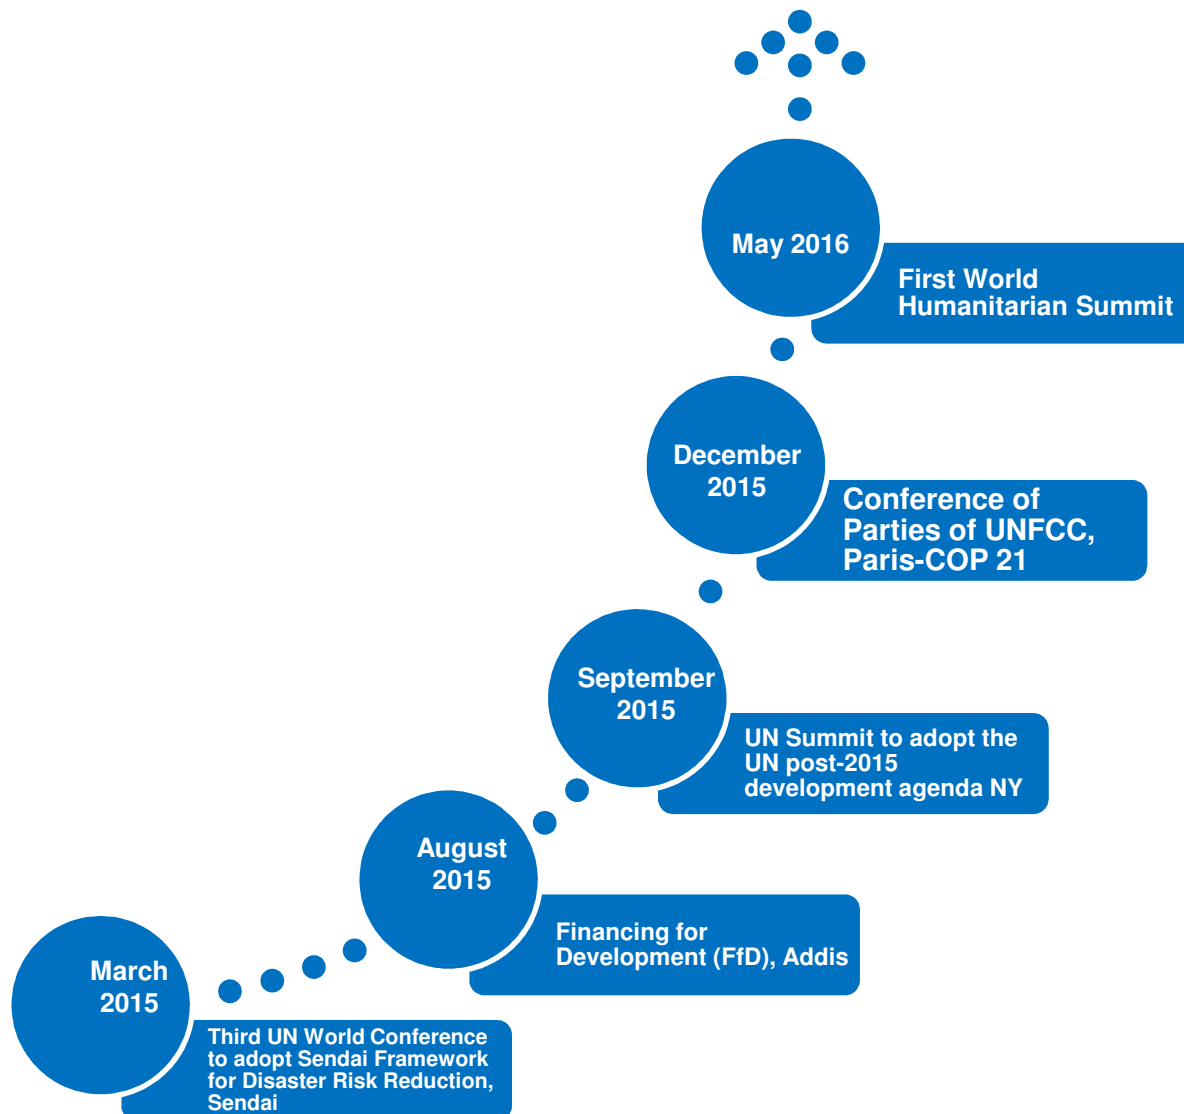 May 2016
First World
Humanitarian Summit
December
2015
Conference of
Parties of UNFCC,
Paris-COP 21
September
2015
UN Summit to adopt the
UN post-2015
development agenda NY
August
2015
Financing for
Development (FfD), Addis
March
2015
Third UN World Conference
to adopt Sendai Framework
for Disaster Risk Reduction,
Sendai